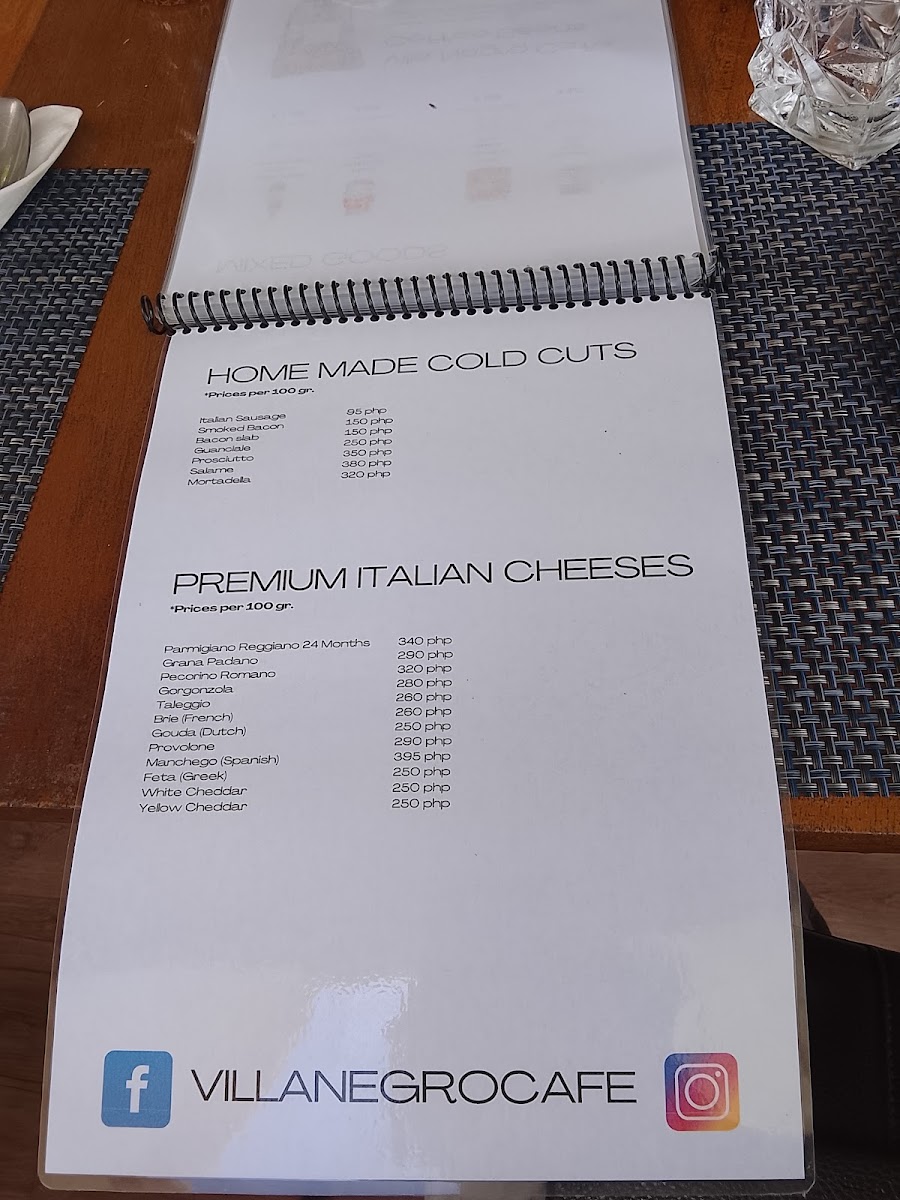 MIXED GOODS
HOME MADE COLD CUTS
*Prices per 100 gr.
Italian Sausage 95 php
Smoked Bacon 150 php
Bacon slab 150 php
Guanciale 250 php
Prosciutto 350 php
Salame 380 php
Mortadella 320 php
PREMIUM ITALIAN CHEESES
*Prices per 100 gr.
Parmigiano Reggiano 24 Months 340 php
Grana Padano 290 php
Pecorino Romano 320 php
Gorgonzola 280 php
Taleggio 260 php
Brie (French) 260 php
Gouda (Dutch) 250 php
Provolone 290 php
Manchego (Spanish) 395 php
Feta (Greek) 250 php
White Cheddar 250 php
Yellow Cheddar 250 php
VILLANEGROCAFE